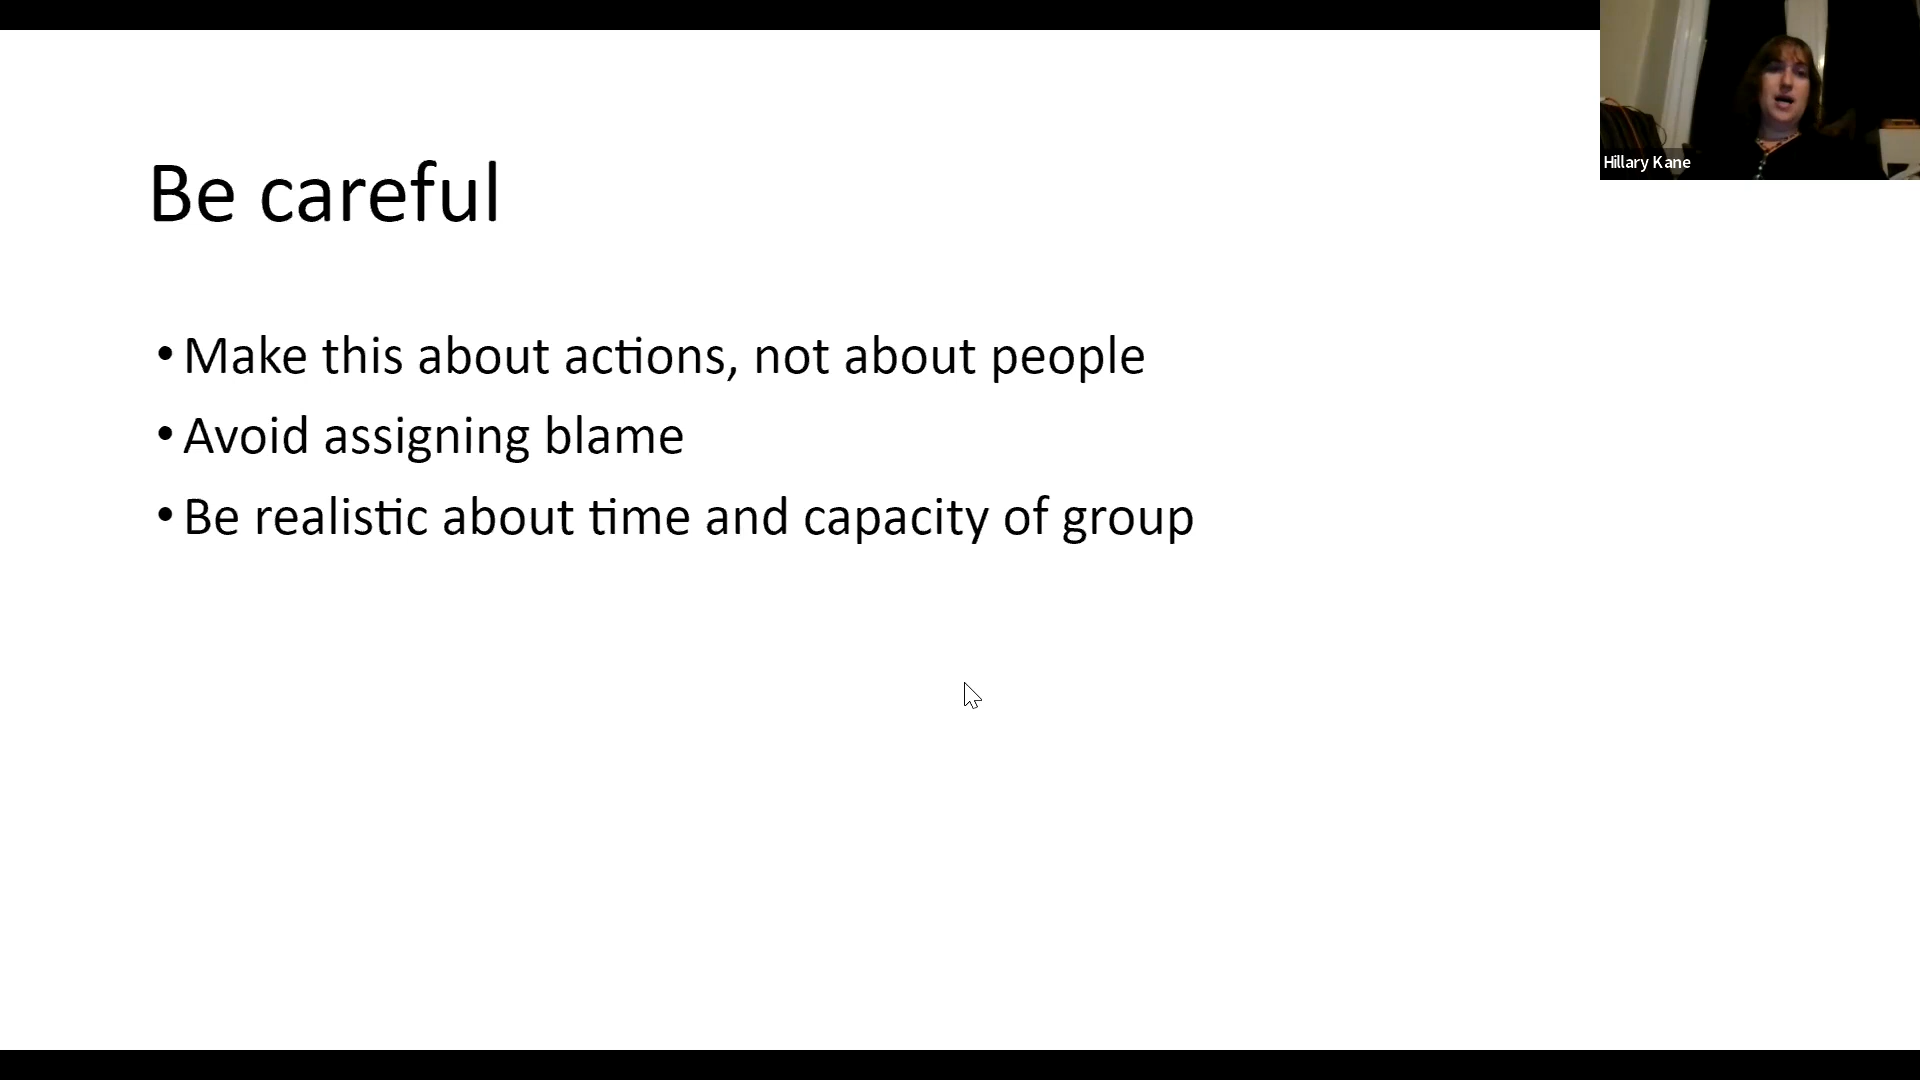 Be careful
• Make this about actions, not about people
• Avoid assigning blame
• Be realistic about time and capacity of group
Hillary Kane